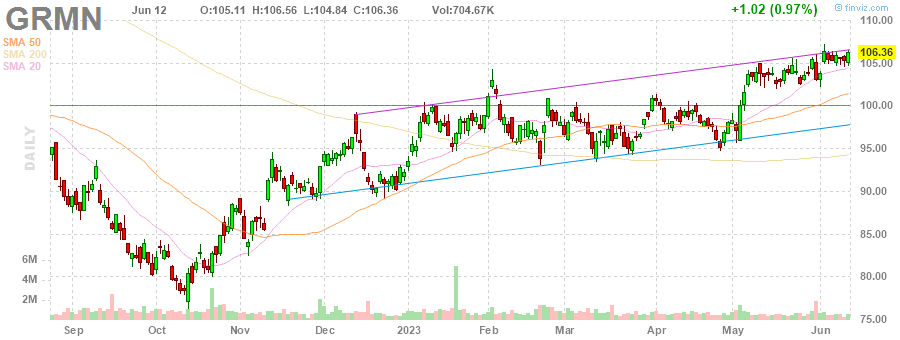 © finviz.com
GRMN
Jun 12 O:105.11 H:106.56 L:104.84 C:106.36 Vol:704.67K +1.02 (0.97%)
SMA 50
SMA 200
SMA 20
DAILY
110.00
106.36
105.00
100.00
95.00
90.00
85.00
80.00
75.00
6M
4M
2M
Sep Oct Nov Dec 2023 Feb Mar Apr May Jun